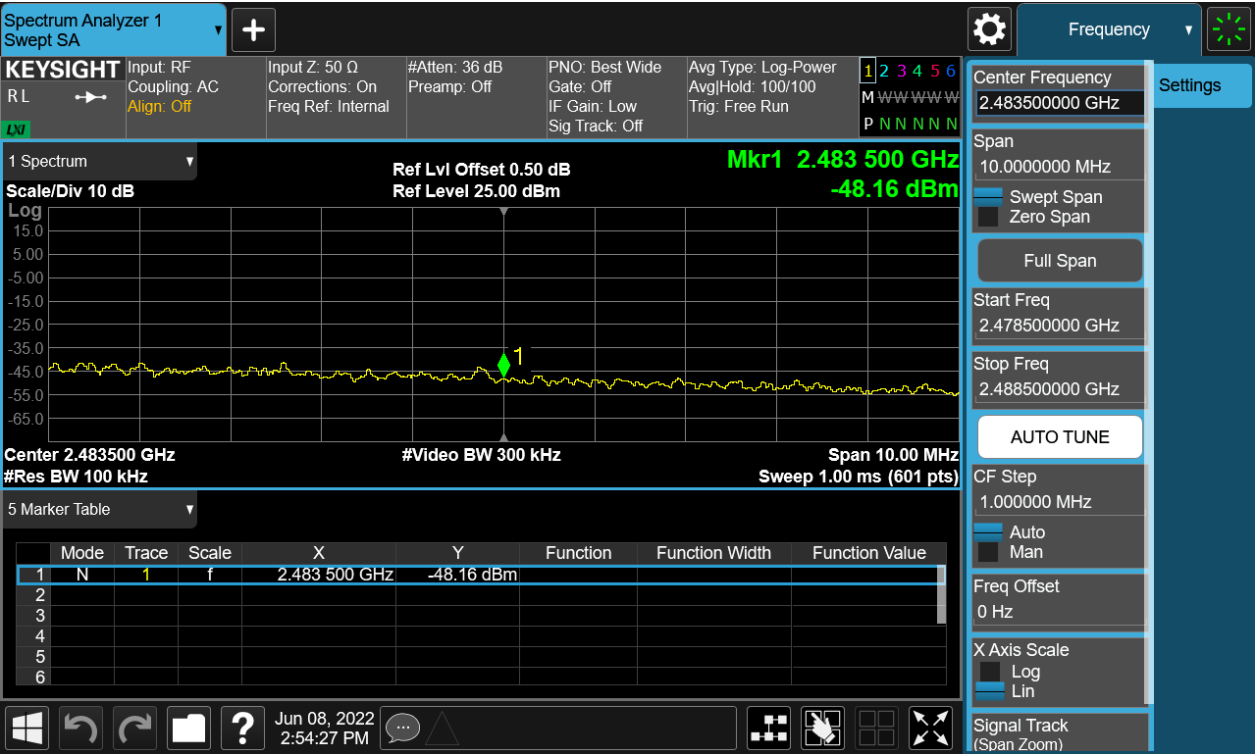 Spectrum Analyzer 1
Swept SA
Frequency
KEYSIGHT
R L
LXI
Input: RF
Coupling: AC
Align: Off
Input Z: 50 Ω
Corrections: On
Freq Ref: Internal
#Atten: 36 dB
Preamp: Off
PNO: Best Wide
Gate: Off
IF Gain: Low
Sig Track: Off
Avg Type: Log-Power
Avg|Hold: 100/100
Trig: Free Run
1 2 3 4 5 6
M W W W W W
P N N N N N
1 Spectrum
Scale/Div 10 dB
Ref Lvl Offset 0.50 dB
Ref Level 25.00 dBm
Mkr1 2.483 500 GHz
-48.16 dBm
Log
15.0
5.00
-5.00
-15.0
-25.0
-35.0
-45.0
-55.0
-65.0
1
Center 2.483500 GHz
#Res BW 100 kHz
#Video BW 300 kHz
Span 10.00 MHz
Sweep 1.00 ms (601 pts)
5 Marker Table
Mode Trace Scale X Y Function Function Width Function Value
1 N 1 f 2.483 500 GHz -48.16 dBm
2
3
4
5
6
Jun 08, 2022
2:54:27 PM
Center Frequency
2.483500000 GHz
Settings
Span
10.0000000 MHz
Swept Span
Zero Span
Full Span
Start Freq
2.478500000 GHz
Stop Freq
2.488500000 GHz
AUTO TUNE
CF Step
1.000000 MHz
Auto
Man
Freq Offset
0 Hz
X Axis Scale
Log
Lin
Signal Track
(Span Zoom)